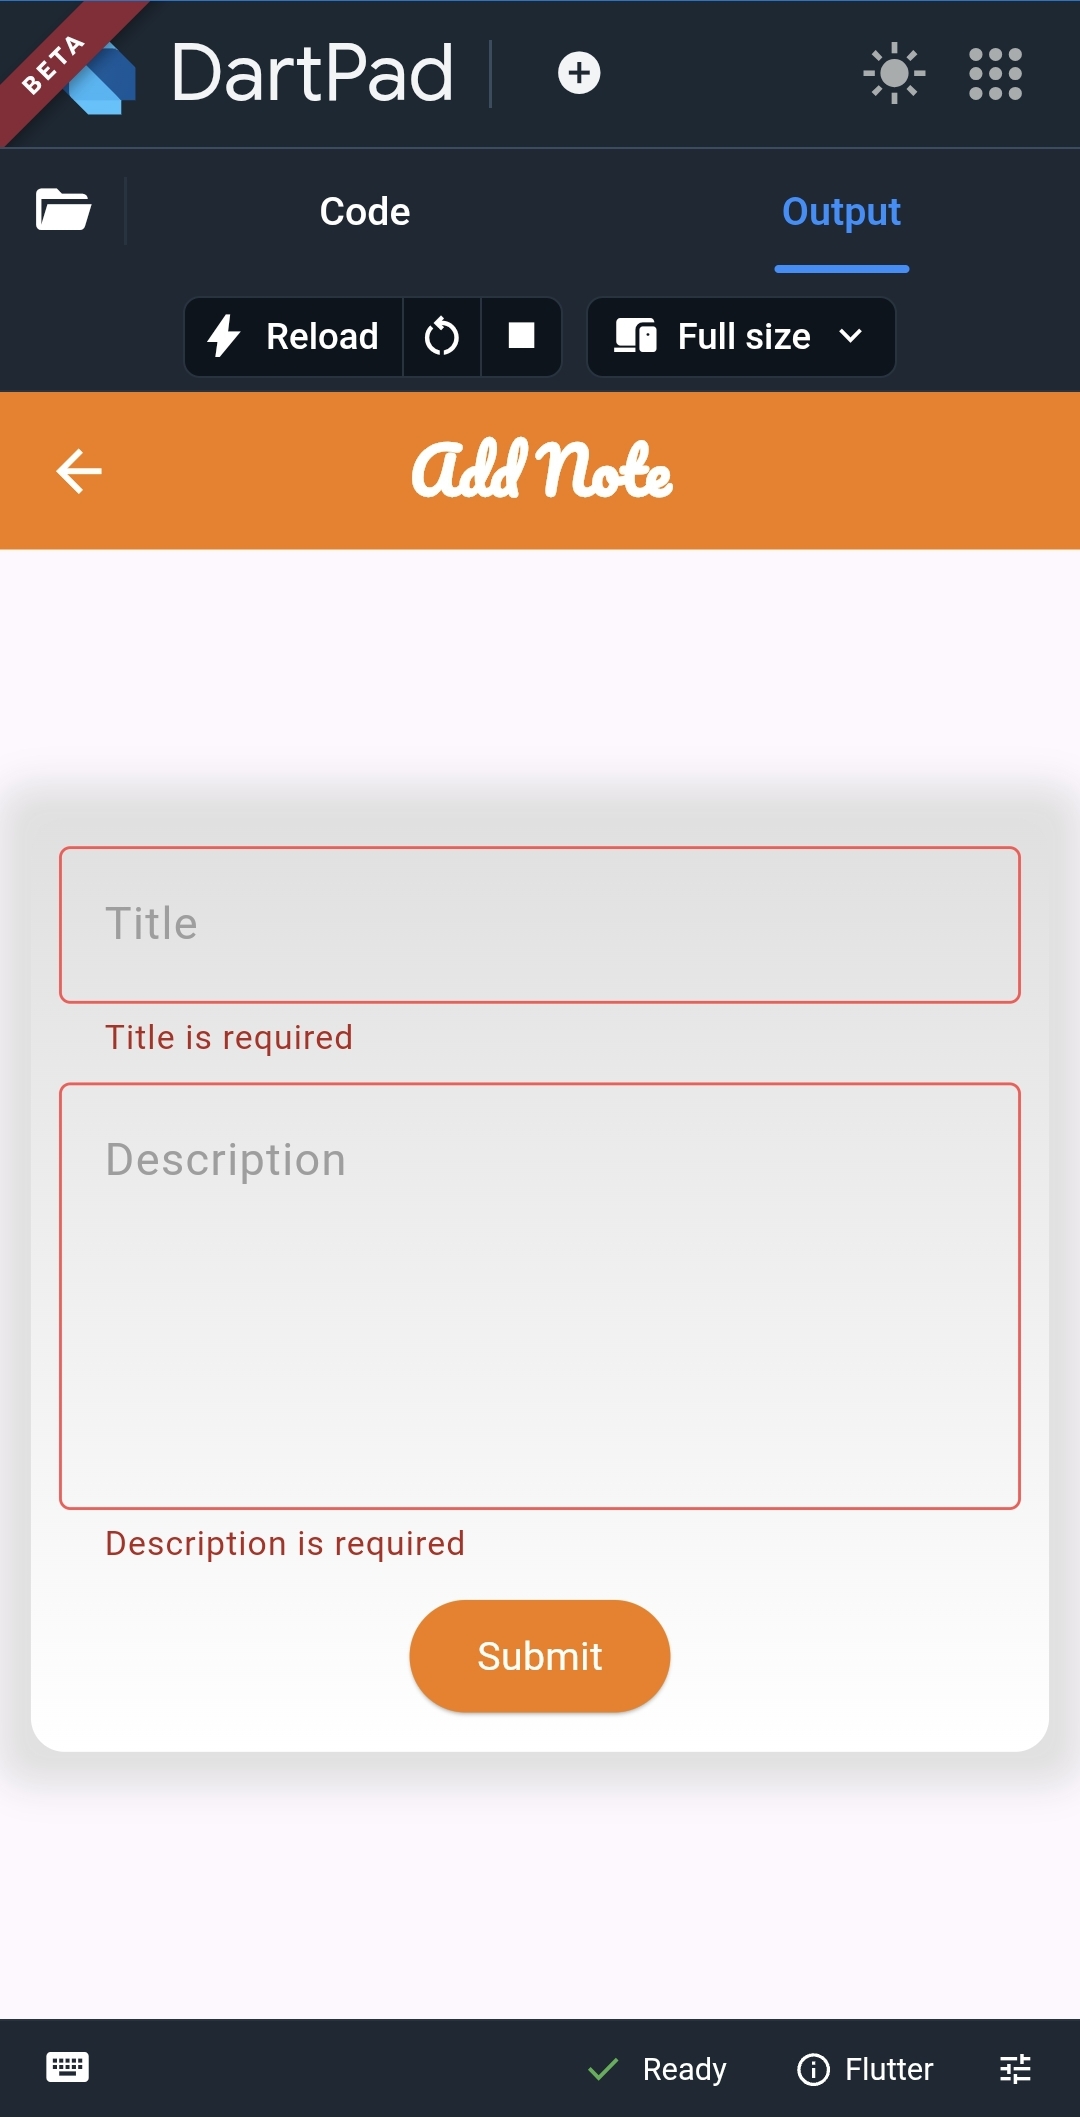 BETA
DartPad
Code
Output
Reload
Full size
Add Note
Title
Title is required
Description
Description is required
Submit
Ready
Flutter